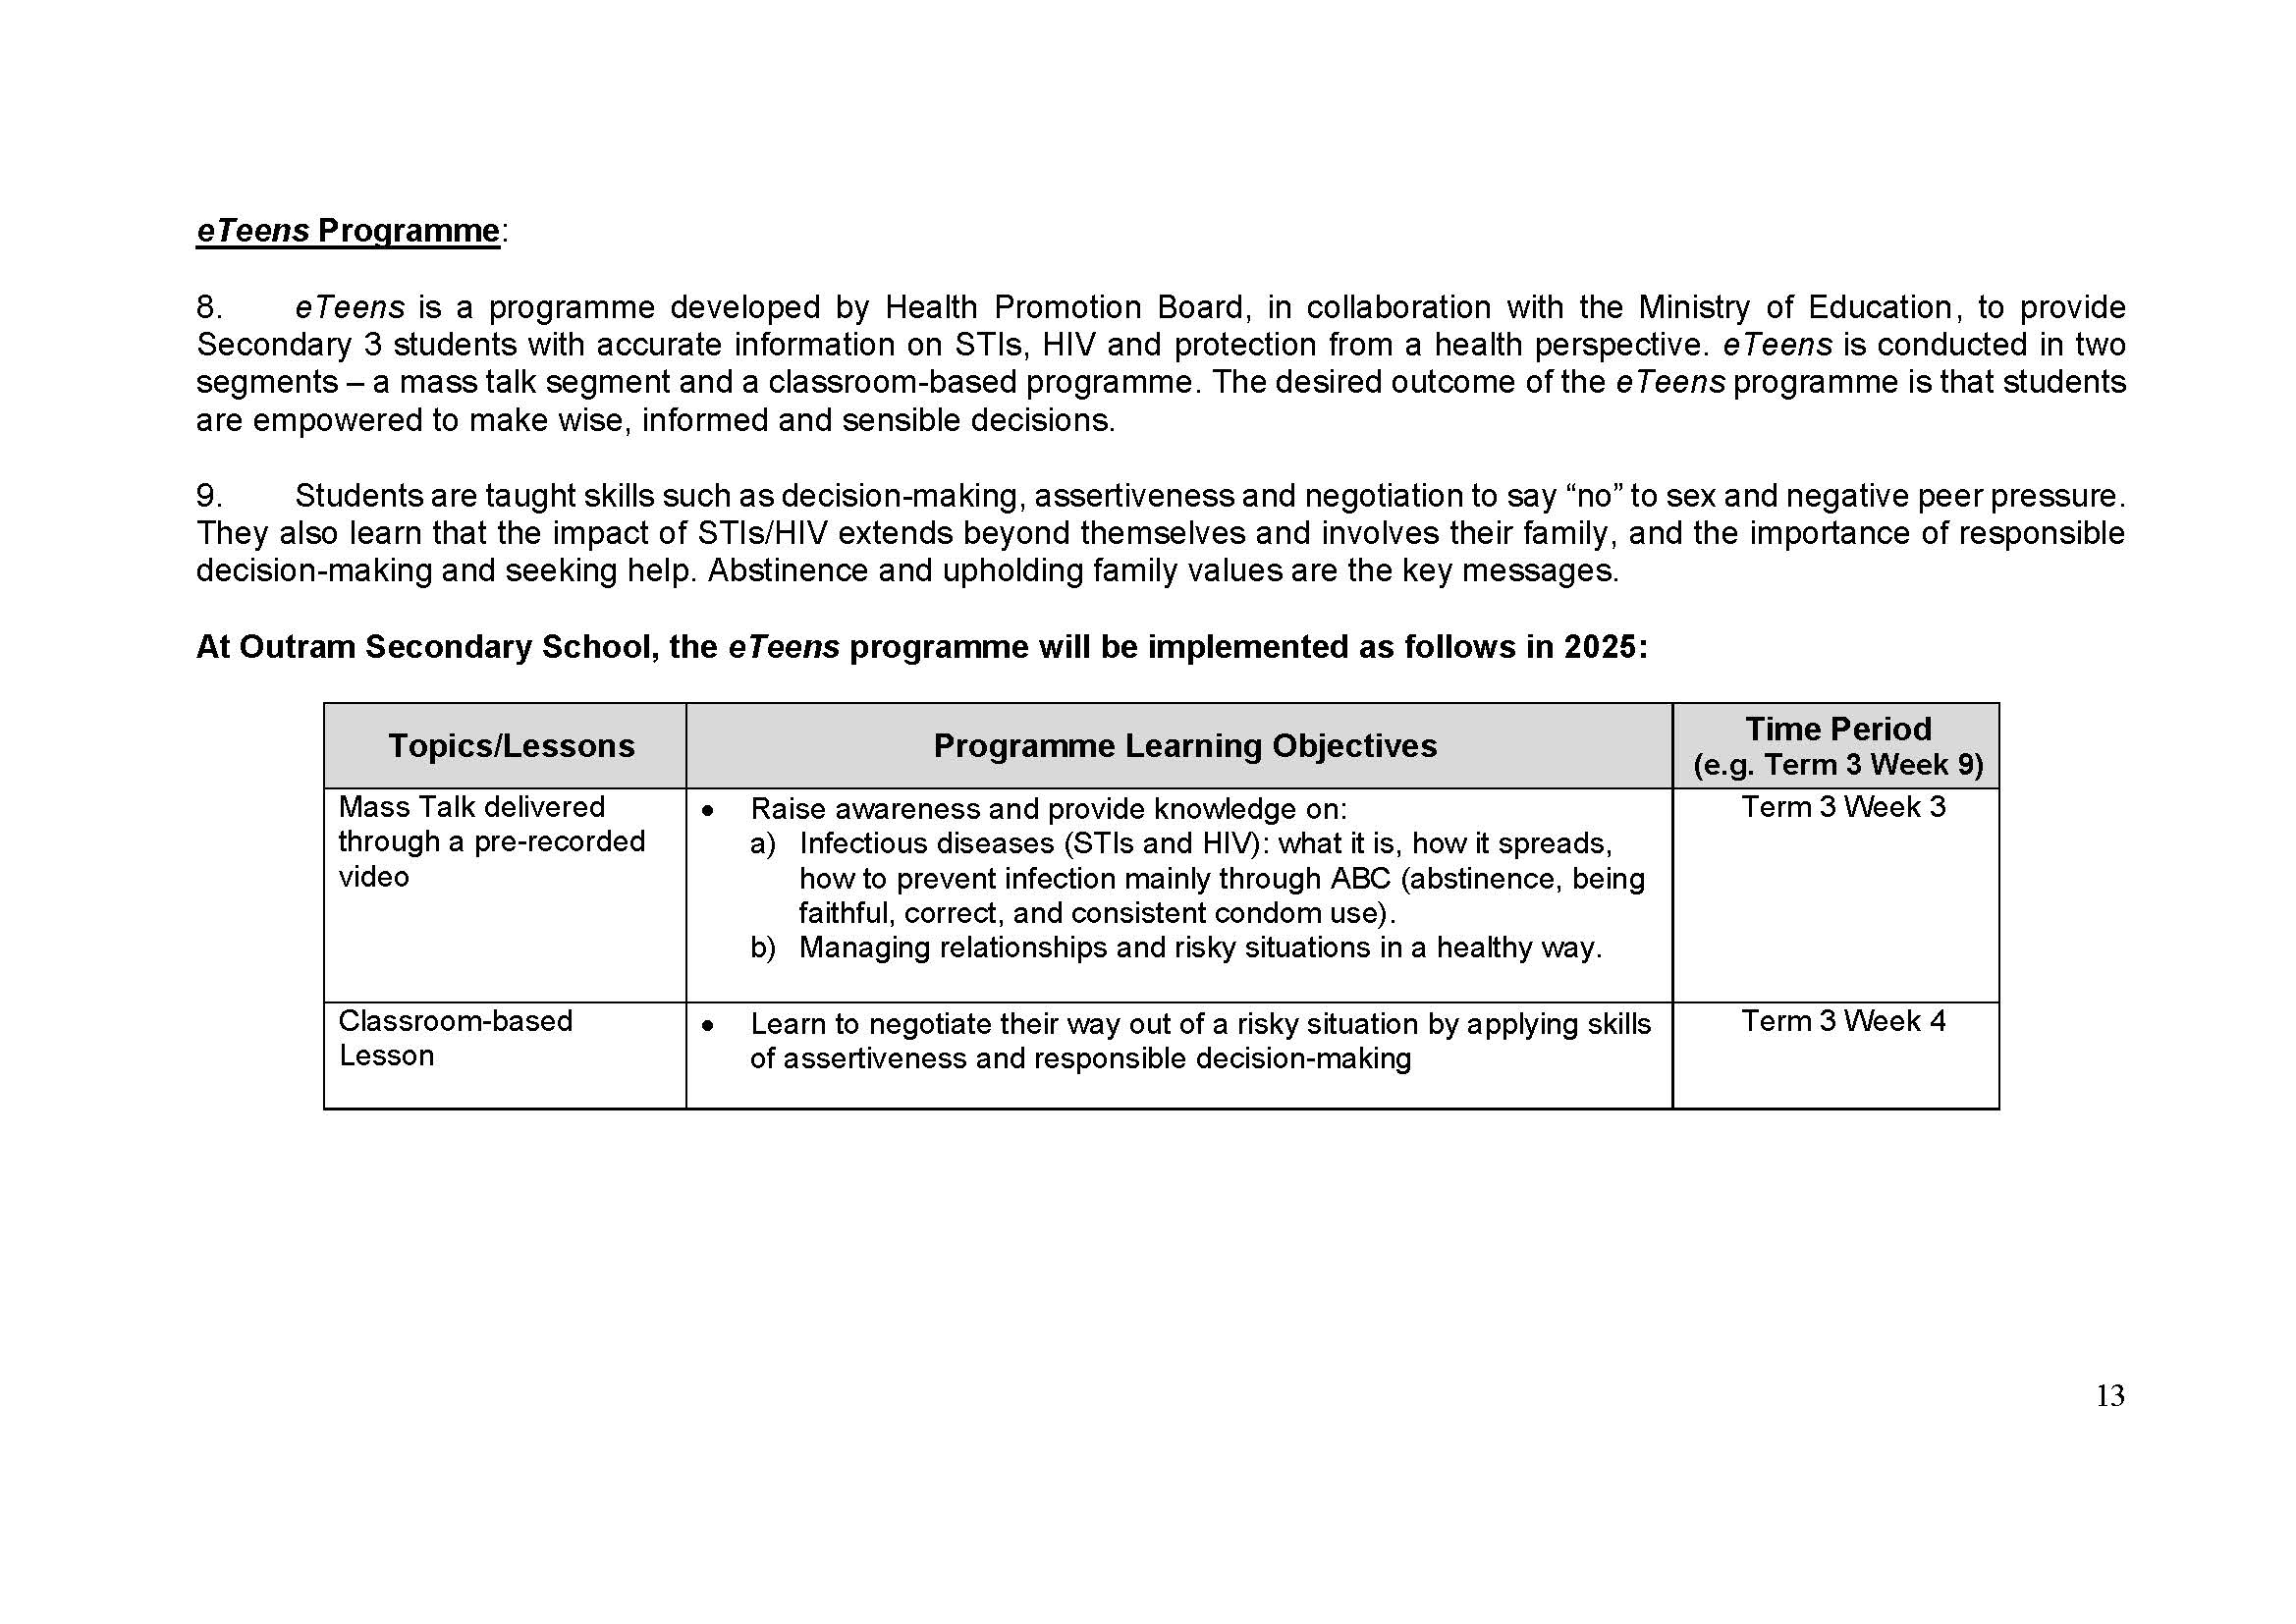 eTeens Programme:
8. eTeens is a programme developed by Health Promotion Board, in collaboration with the Ministry of Education, to provide
Secondary 3 students with accurate information on STIs, HIV and protection from a health perspective. eTeens is conducted in two
segments – a mass talk segment and a classroom-based programme. The desired outcome of the eTeens programme is that students
are empowered to make wise, informed and sensible decisions.
9. Students are taught skills such as decision-making, assertiveness and negotiation to say “no” to sex and negative peer pressure.
They also learn that the impact of STIs/HIV extends beyond themselves and involves their family, and the importance of responsible
decision-making and seeking help. Abstinence and upholding family values are the key messages.
At Outram Secondary School, the eTeens programme will be implemented as follows in 2025:
Topics/Lessons
Programme Learning Objectives
Time Period
(e.g. Term 3 Week 9)
Mass Talk delivered
through a pre-recorded
video
• Raise awareness and provide knowledge on:
a) Infectious diseases (STIs and HIV): what it is, how it spreads,
how to prevent infection mainly through ABC (abstinence, being
faithful, correct, and consistent condom use).
b) Managing relationships and risky situations in a healthy way.
Term 3 Week 3
Classroom-based
Lesson
• Learn to negotiate their way out of a risky situation by applying skills
of assertiveness and responsible decision-making
Term 3 Week 4
13